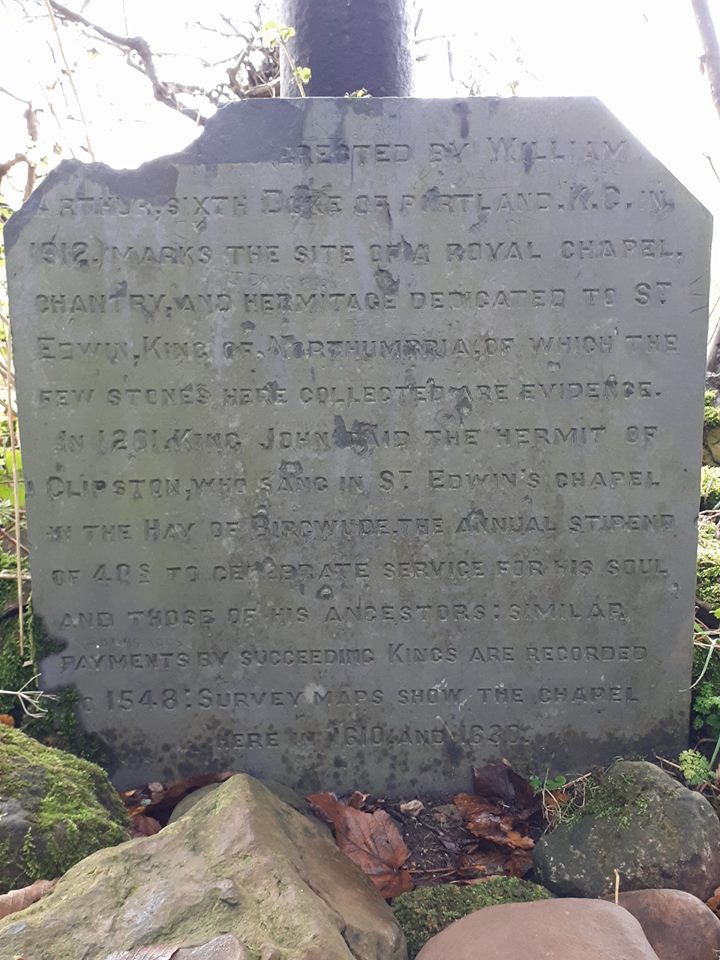 ERECTED BY WILLIAM
ARTHUR, SIXTH DUKE OF PORTLAND. K.G. IN
1912.) MARKS THE SITE OF A ROYAL CHAPEL,
CHANTRY, AND HERMITAGE DEDICATED TO ST
EDWIN, KING OF NORTHUMBRIA, OF WHICH THE
FEW STONES HERE COLLECTED ARE EVIDENCE.
IN 1201. KING JOHN PAID THE HERMIT OF
CLIPSTON, WHO SANG IN ST. EDWIN'S CHAPEL
IN THE HAY OF BIRCWUDE. THE ANNUAL STIPEND
OF 40S TO CELEBRATE SERVICE FOR HIS SOUL
AND THOSE OF HIS ANCESTORS: SIMILAR
PAYMENTS BY SUCCEEDING KINGS ARE RECORDED
TO 1548: SURVEY MAPS SHOW THE CHAPEL
HERE IN 1610. AND 1630.